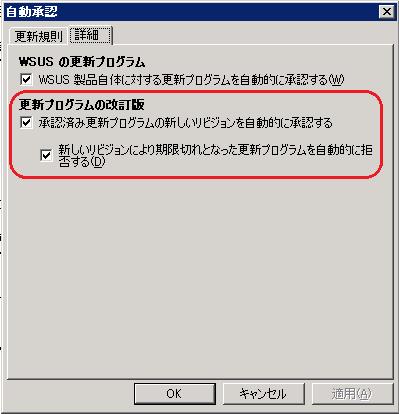 自動承認
更新規則 詳細
WSUS の更新プログラム
WSUS 製品自体に対する更新プログラムを自動的に承認する(W)
更新プログラムの改訂版
承認済み更新プログラムの新しいリビジョンを自動的に承認する
新しいリビジョンにより期限切れとなった更新プログラムを自動的に拒
否する(D)
OK キャンセル 適用(A)